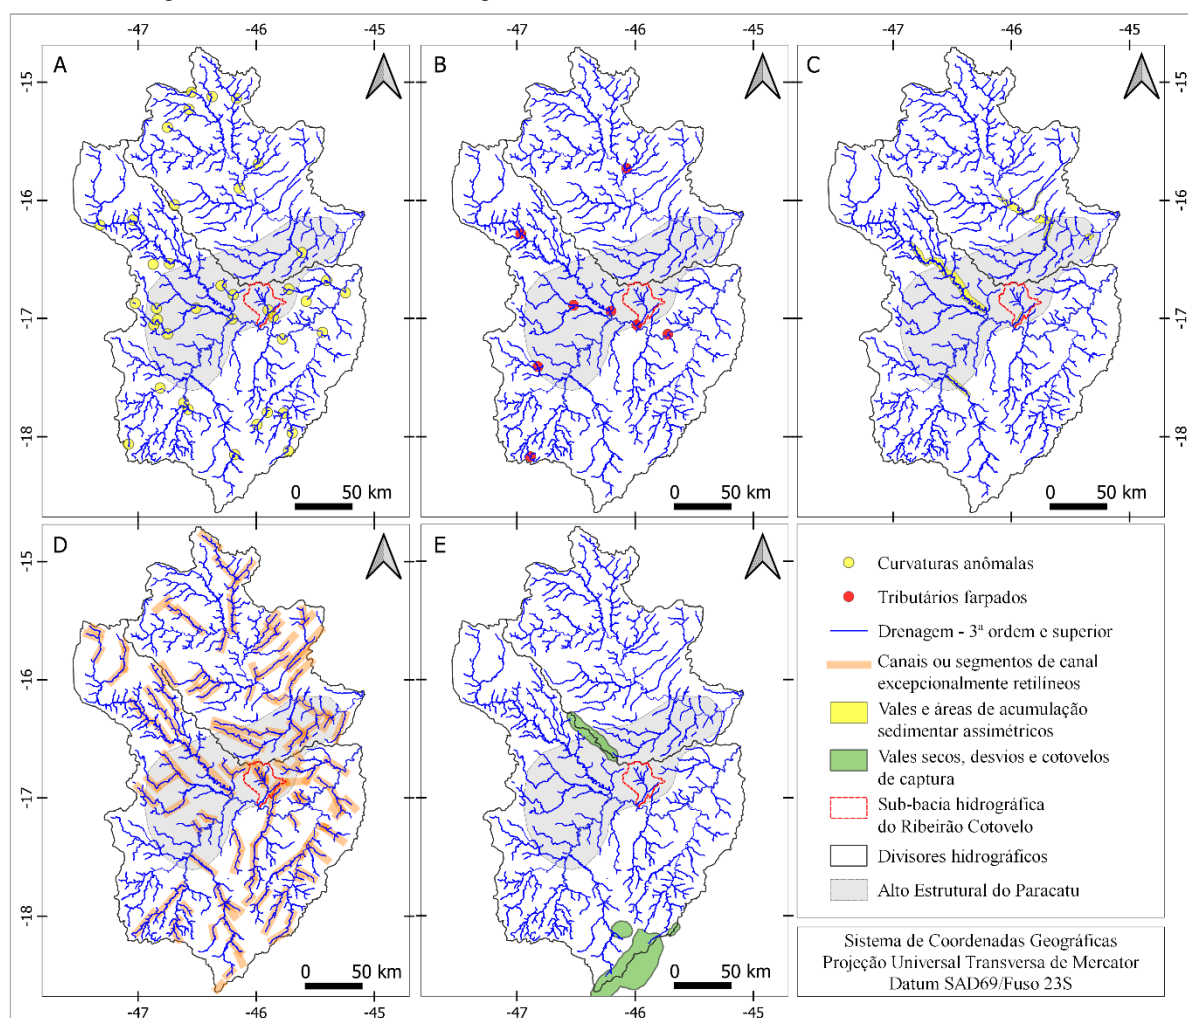 -47 -46 -45 -47 -46 -45 -47 -46 -45
A B C
-15 -15
-16 -16
-17 -17
-18 -18
0 50 km 0 50 km 0 50 km
-47 -46 -45
D E
-15
-16
-17
-18
0 50 km 0 50 km
-47 -46 -45 -47 -46 -45
Curvaturas anômalas
Tributários farpados
Drenagem - 3ª ordem e superior
Canais ou segmentos de canal
excepcionalmente retilíneos
Vales e áreas de acumulação
sedimentar assimétricos
Vales secos, desvios e cotovelos
de captura
Sub-bacia hidrográfica
do Ribeirão Cotovelo
Divisores hidrográficos
Alto Estrutural do Paracatu
Sistema de Coordenadas Geográficas
Projeção Universal Transversa de Mercator
Datum SAD69/Fuso 23S